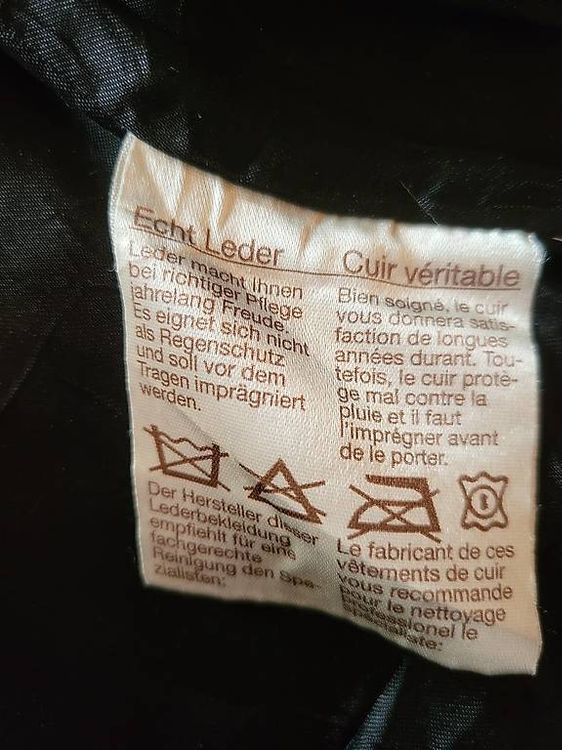 Echt Leder
Leder macht Ihnen
bei richtiger Pflege
jahrelang Freude.
Es eignet sich nicht
als Regenschutz
und soll vor dem
Tragen imprägniert
werden.
Der Hersteller dieser
Lederbekleidung
empfiehlt für eine
fachgerechte
Reinigung den Spe-
zialisten:
Cuir véritable
Bien soigné, le cuir
vous donnera satis-
faction de longues
années durant. Tou-
tefois, le cuir protè-
ge mal contre la
pluie et il faut
l'imprégner avant
de le porter.
Le fabricant de ces
vêtements de cuir
vous recommande
pour le nettoyage
professionel le
spécialiste: